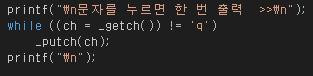 printf("₩n문자를 누르면 한 번 출력  >>₩n");
while ((ch = _getch()) != 'q')
    _putch(ch);
printf("₩n");